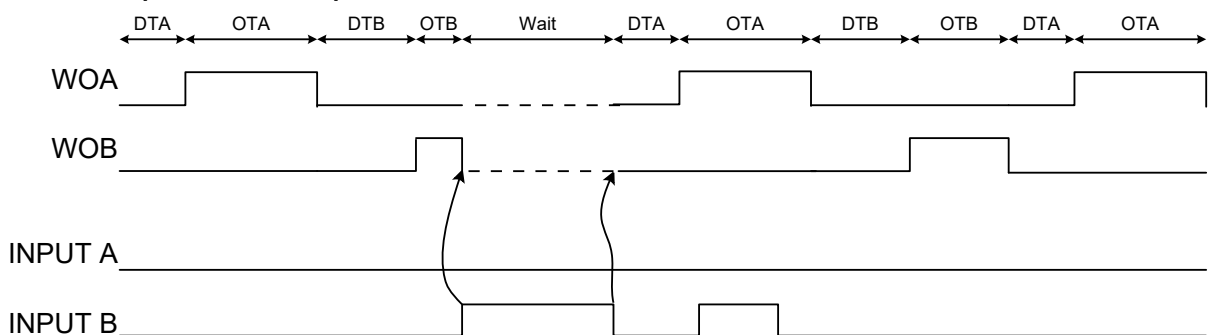 DTA OTA DTB OTB Wait DTA OTA DTB OTB DTA OTA
WOA
WOB
INPUT A
INPUT B